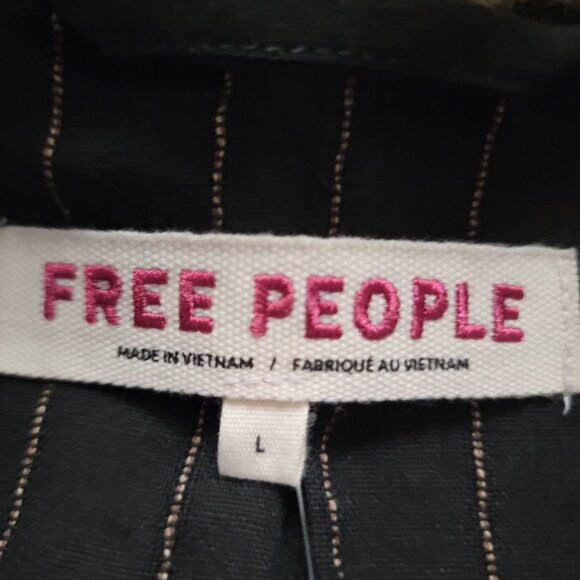 FREE PEOPLE
MADE IN VIETNAM / FABRIQUÉ AU VIETNAM
L